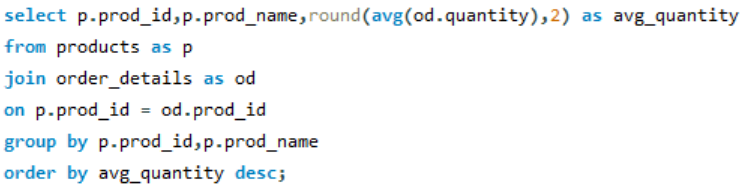 select p.prod_id,p.prod_name,round(avg(od.quantity),2) as avg_quantity
from products as p
join order_details as od
on p.prod_id = od.prod_id
group by p.prod_id,p.prod_name
order by avg_quantity desc;